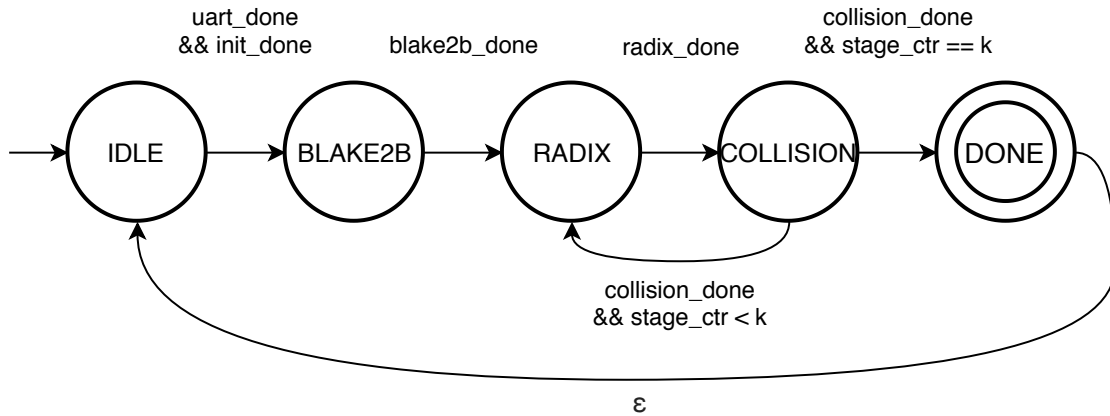 uart_done
&& init_done
blake2b_done
radix_done
collision_done
&& stage_ctr == k
IDLE
BLAKE2B
RADIX
COLLISION
DONE
collision_done
&& stage_ctr < k
ε